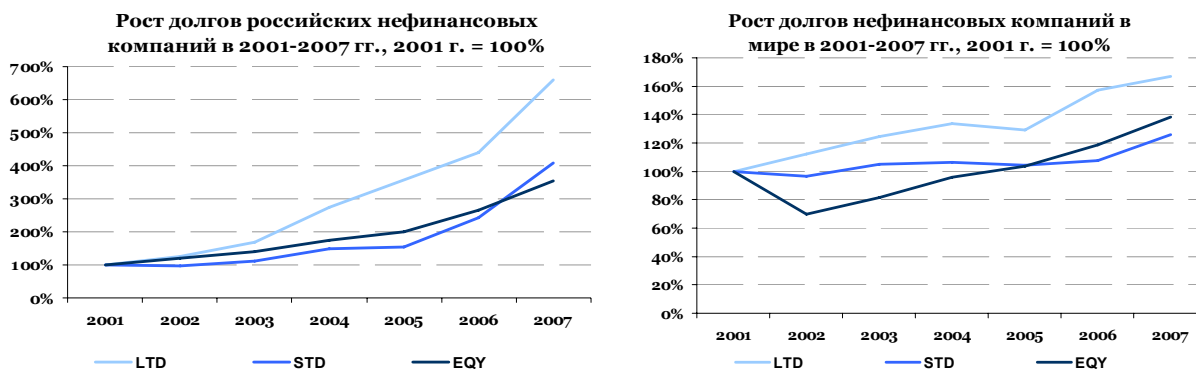 Рост долгов российских нефинансовых
компаний в 2001-2007 гг., 2001 г. = 100%
700%
600%
500%
400%
300%
200%
100%
0%
2001 2002 2003 2004 2005 2006 2007
LTD STD EQY
Рост долгов нефинансовых компаний в
мире в 2001-2007 гг., 2001 г. = 100%
180%
160%
140%
120%
100%
80%
60%
40%
20%
0%
2001 2002 2003 2004 2005 2006 2007
LTD STD EQY